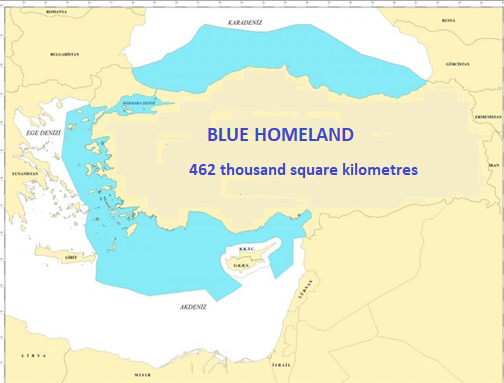 ROMANYA
KARADENİZ
RUSYA
BULGARİSTAN
GÜRCİSTAN
MARMARA DENİZİ
ERMENİSTAN
EGE DENİZİ
BLUE HOMELAND
İRAN
462 thousand square kilometres
YUNANİSTAN
K.K.T.C.
GİRİT
G.K.R.Y.
LÜBNAN
AKDENİZ
LİBYA
İSRAİL
MISIR